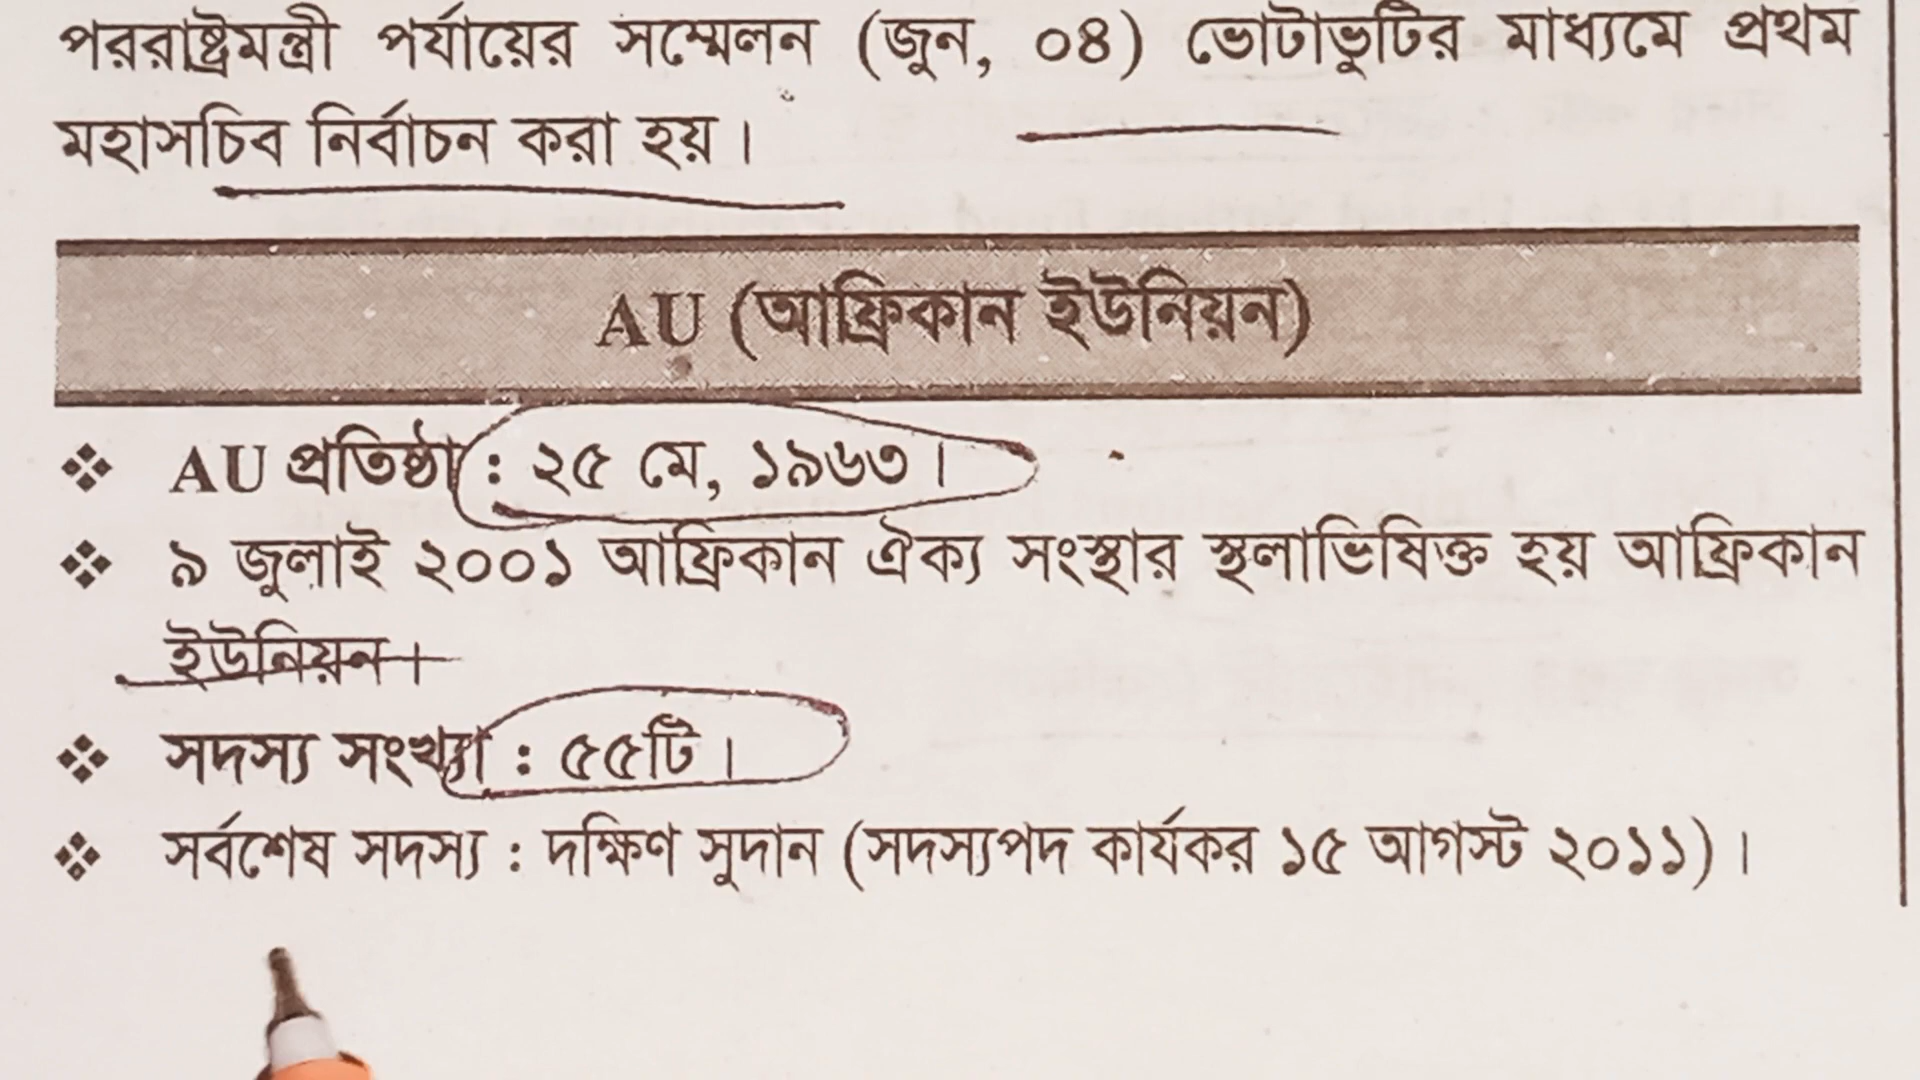 পররাষ্ট্রমন্ত্রী পর্যায়ের সম্মেলন (জুন, ০৪) ভোটাভুটির মাধ্যমে প্রথম
মহাসচিব নির্বাচন করা হয়।
AU (আফ্রিকান ইউনিয়ন)
❖ AU প্রতিষ্ঠা : ২৫ মে, ১৯৬৩।
❖ ৯ জুলাই ২০০১ আফ্রিকান ঐক্য সংস্থার স্থলাভিষিক্ত হয় আফ্রিকান
ইউনিয়ন।
❖ সদস্য সংখ্যা : ৫৫টি।
❖ সর্বশেষ সদস্য : দক্ষিণ সুদান (সদস্যপদ কার্যকর ১৫ আগস্ট ২০১১)।